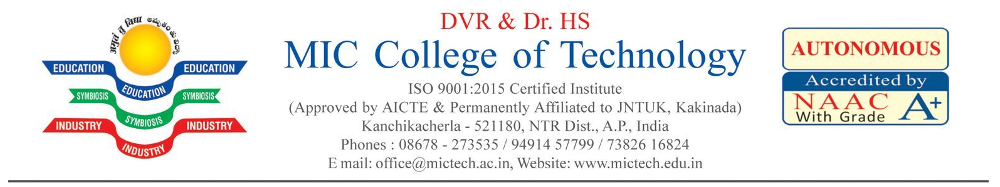 अमृतं तु विद्या అమృతం తు విద్యా
EDUCATION EDUCATION EDUCATION
SYMBIOSIS SYMBIOSIS SYMBIOSIS
INDUSTRY INDUSTRY INDUSTRY
DVR & Dr. HS
MIC College of Technology
ISO 9001:2015 Certified Institute
(Approved by AICTE & Permanently Affiliated to JNTUK, Kakinada)
Kanchikacherla - 521180, NTR Dist., A.P., India
Phones : 08678 - 273535 / 94914 57799 / 73826 16824
E mail: office@mictech.ac.in, Website: www.mictech.edu.in
AUTONOMOUS
Accredited by
NAAC
With Grade A+